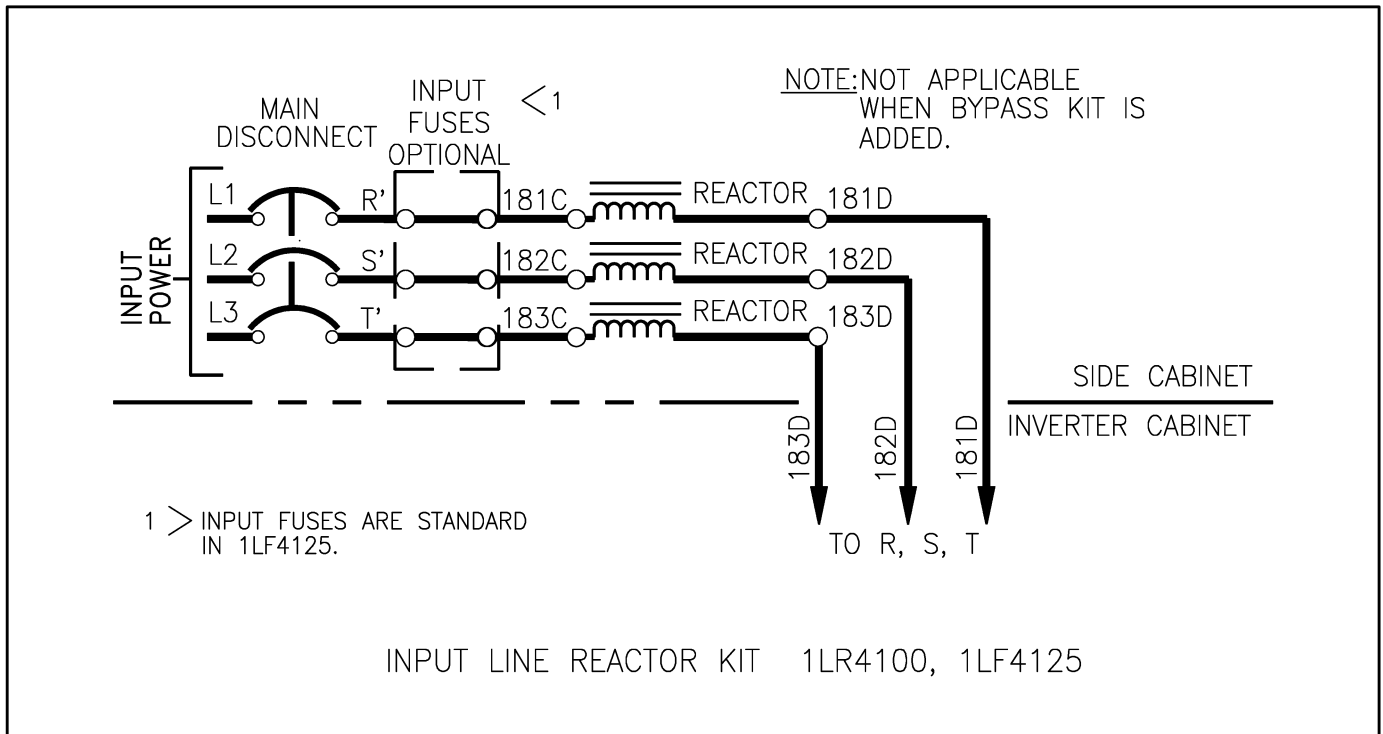 NOTE: NOT APPLICABLE
WHEN BYPASS KIT IS
ADDED.
MAIN
DISCONNECT
INPUT
FUSES
OPTIONAL
1
INPUT
POWER
L1
R'
181C
REACTOR
181D
L2
S'
182C
REACTOR
182D
L3
T'
183C
REACTOR
183D
SIDE CABINET
INVERTER CABINET
183D
182D
181D
TO R, S, T
1 > INPUT FUSES ARE STANDARD
IN 1LF4125.
INPUT LINE REACTOR KIT 1LR4100, 1LF4125